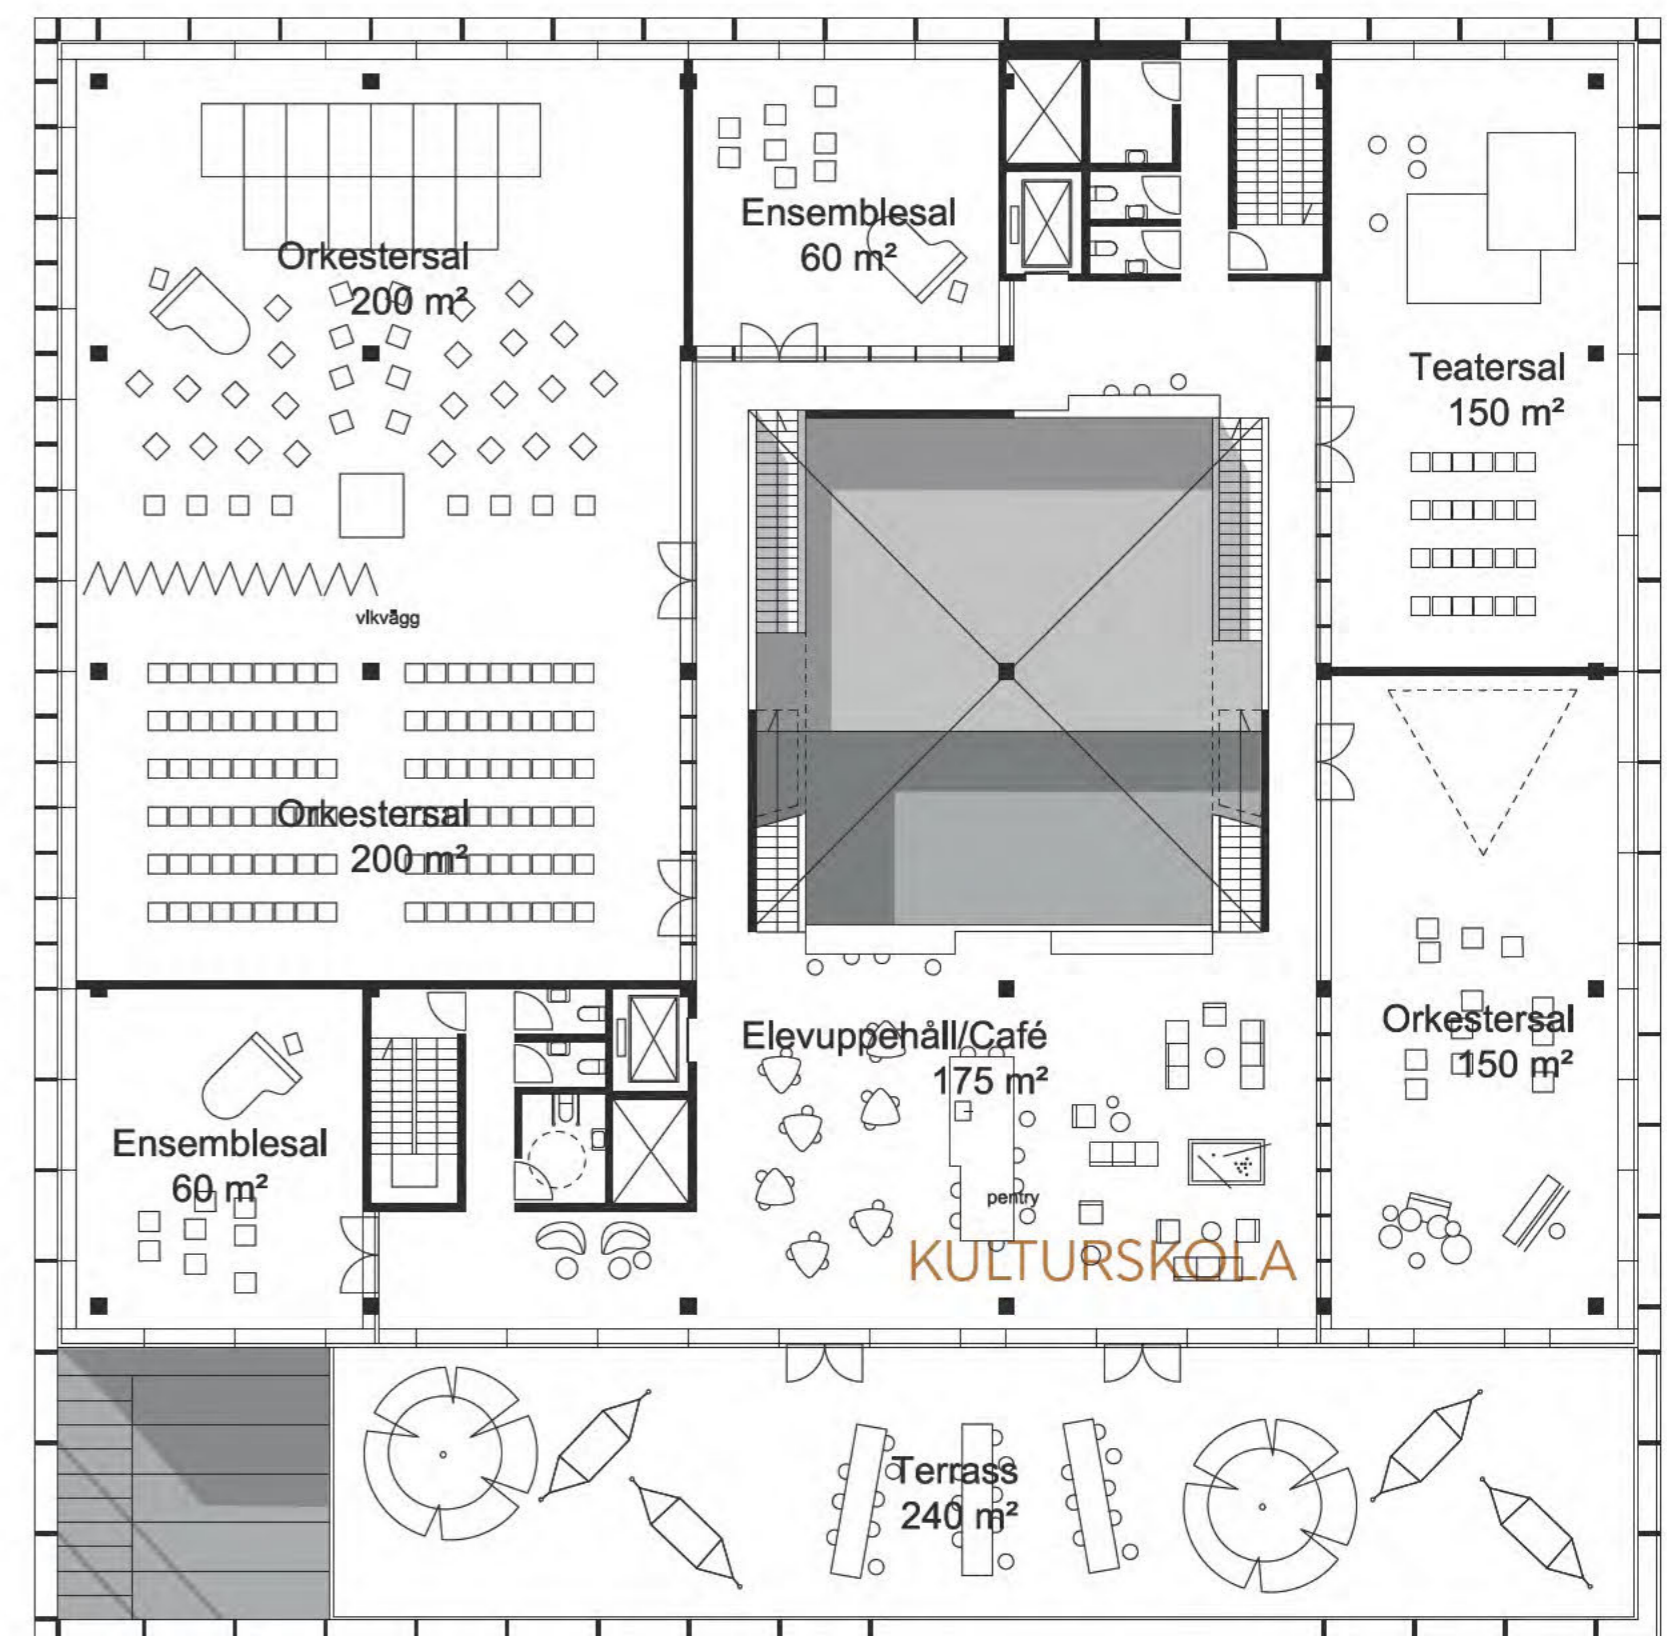 Ensemblesal
60 m²
Orkestersal
200 m²
Teatersal
150 m²
vikvägg
Orkestersal
200 m²
Elevuppehåll/Café
175 m²
Orkestersal
150 m²
Ensemblesal
60 m²
pentry
KULTURSKOLA
Terrass
240 m²